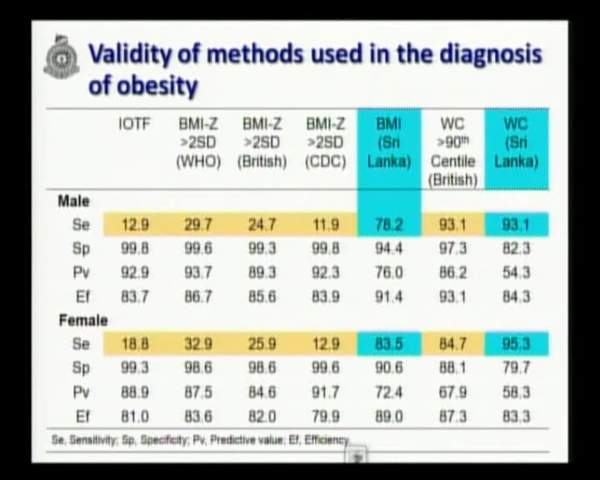 Validity of methods used in the diagnosis
of obesity
IOTF BMI-Z >2SD (WHO) BMI-Z >2SD (British) BMI-Z >2SD (CDC) BMI (Sri Lanka) WC >90th Centile (British) WC (Sri Lanka)
Male
Se 12.9 29.7 24.7 11.9 78.2 93.1 93.1
Sp 99.8 99.6 99.3 99.8 94.4 97.3 82.3
Pv 92.9 93.7 89.3 92.3 76.0 86.2 54.3
Ef 83.7 86.7 85.6 83.9 91.4 93.1 84.3
Female
Se 18.8 32.9 25.9 12.9 83.5 84.7 95.3
Sp 99.3 98.6 98.6 99.6 90.6 88.1 79.7
Pv 88.9 87.5 84.6 91.7 72.4 67.9 58.3
Ef 81.0 83.6 82.0 79.9 89.0 87.3 83.3
Se, Sensitivity; Sp, Specificity; Pv, Predictive value; Ef, Efficiency